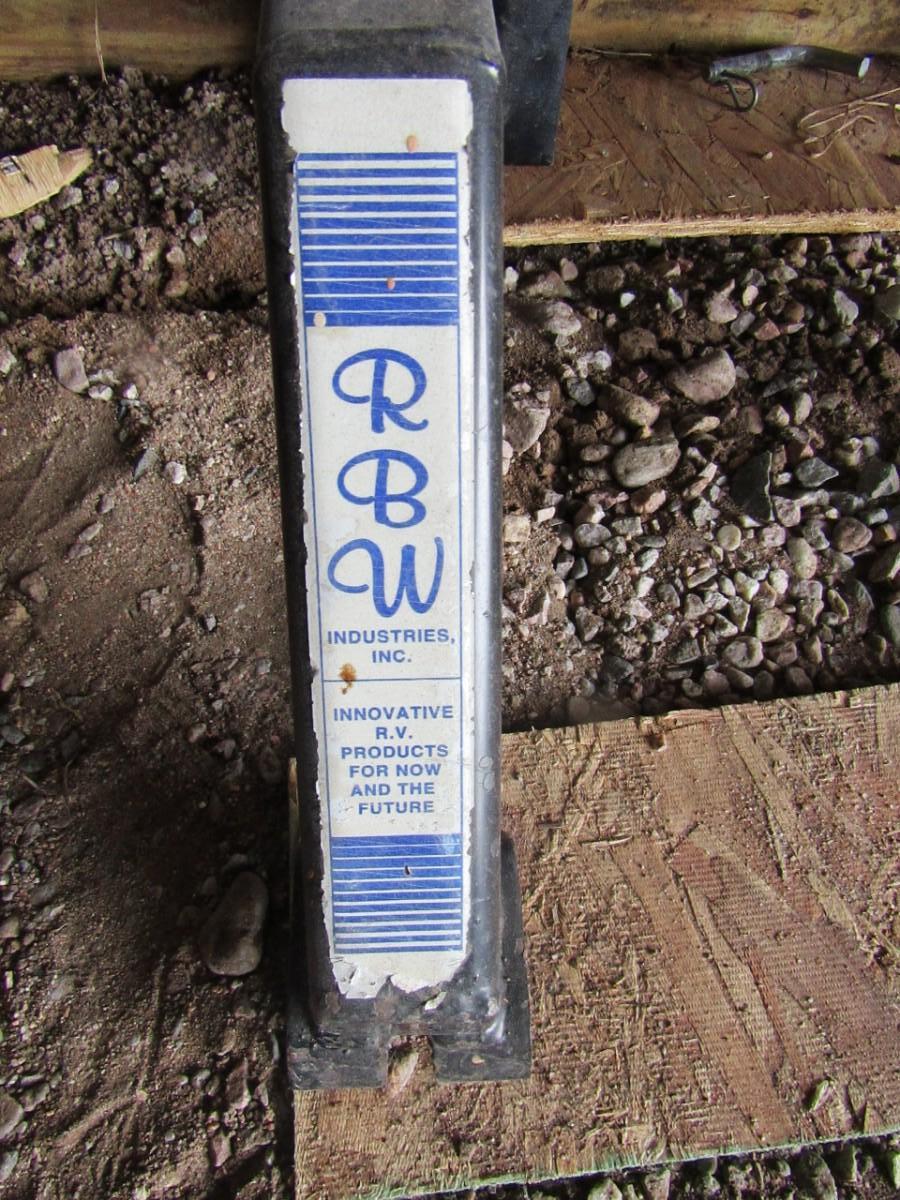 R
B
W
INDUSTRIES,
INC.
INNOVATIVE
R.V.
PRODUCTS
FOR NOW
AND THE
FUTURE